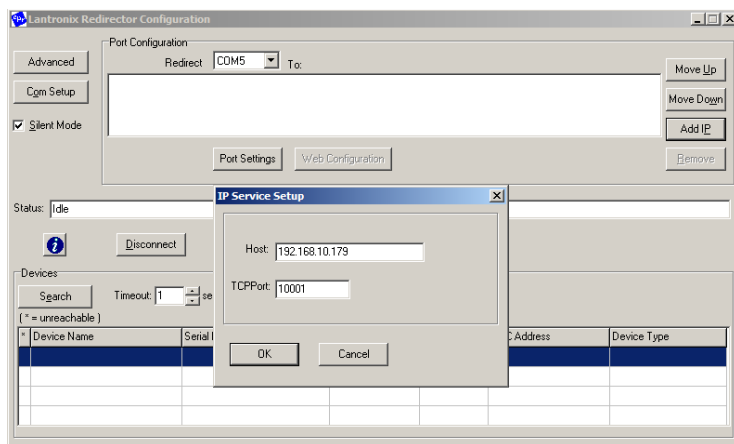 Lantronix Redirector Configuration
Port Configuration
Advanced
Redirect COM5 To:
Move Up
Com Setup
Move Down
Silent Mode
Add IP
Port Settings
Web Configuration
Remove
IP Service Setup
Status: Idle
Disconnect
Host: 192.168.10.179
Devices
Search
Timeout: 1 se
TCPPort: 10001
( * = unreachable )
* Device Name Serial C Address Device Type
OK
Cancel